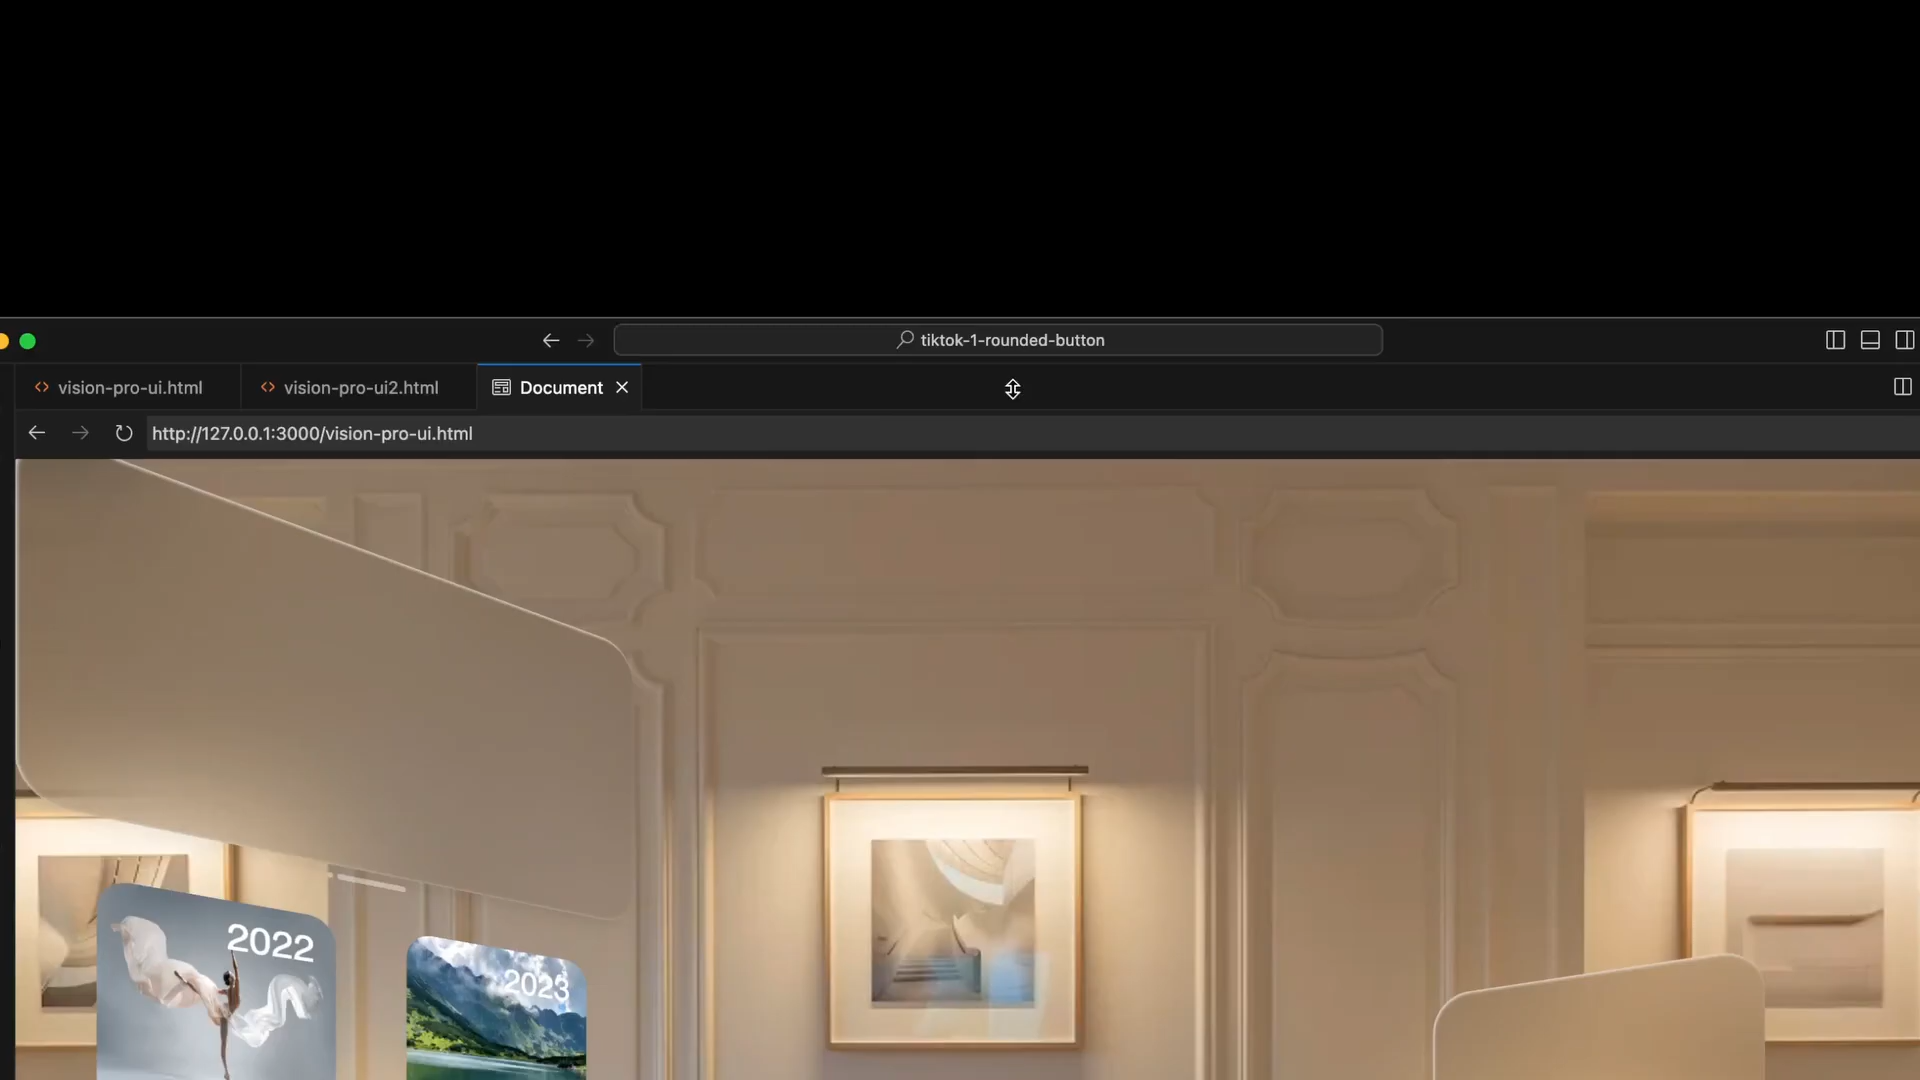 tiktok-1-rounded-button
vision-pro-ui.html
vision-pro-ui2.html
Document
http://127.0.0.1:3000/vision-pro-ui.html
2022
2023